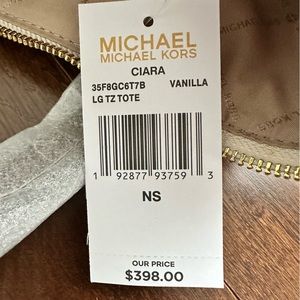 MICHAEL
MICHAEL KORS
CIARA
35F8GC6T7B VANILLA
LG TZ TOTE
1 92877 93759 3
NS
OUR PRICE
$398.00